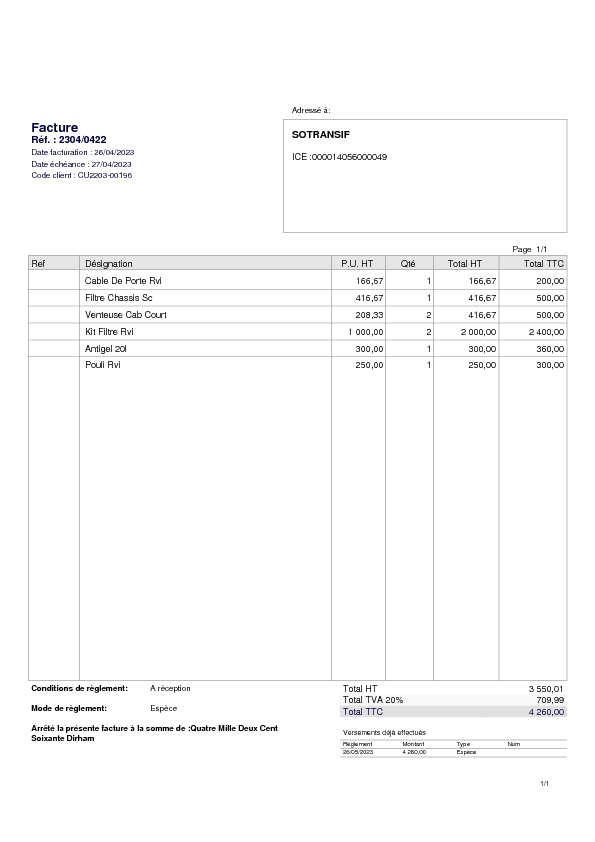 Adressé à:
Facture
Réf. : 2304/0422
Date facturation : 26/04/2023
Date échéance : 27/04/2023
Code client : CU2203-00196
SOTRANSIF
ICE :000014056000049
Page 1/1
Ref Désignation P.U. HT Qté Total HT Total TTC
Cable De Porte Rvi 166,67 1 166,67 200,00
Filtre Chassis Sc 416,67 1 416,67 500,00
Venteuse Cab Court 208,33 2 416,67 500,00
Kit Filtre Rvi 1 000,00 2 2 000,00 2 400,00
Antigel 20l 300,00 1 300,00 360,00
Pouli Rvi 250,00 1 250,00 300,00
Conditions de règlement: A réception
Mode de règlement: Espèce
Arrêté la présente facture à la somme de :Quatre Mille Deux Cent
Soixante Dirham
Total HT 3 550,01
Total TVA 20% 709,99
Total TTC 4 260,00
Versements déjà effectués
Règlement Montant Type Num
26/05/2023 4 260,00 Espèce
1/1